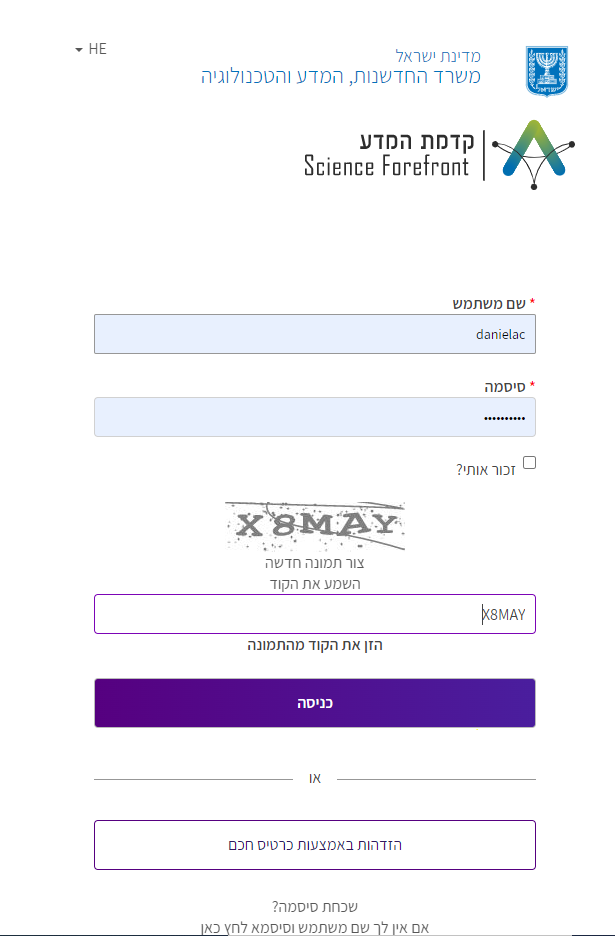 HE
מדינת ישראל
משרד החדשנות, המדע והטכנולוגיה
קדמת המדע
Science Forefront
* שם משתמש
danielac
* סיסמה
••••••••••
זכור אותי?
X8MAY
צור תמונה חדשה
השמע את הקוד
X8MAY
הזן את הקוד מהתמונה
כניסה
או
הזדהות באמצעות כרטיס חכם
שכחת סיסמה?
אם אין לך שם משתמש וסיסמא לחץ כאן